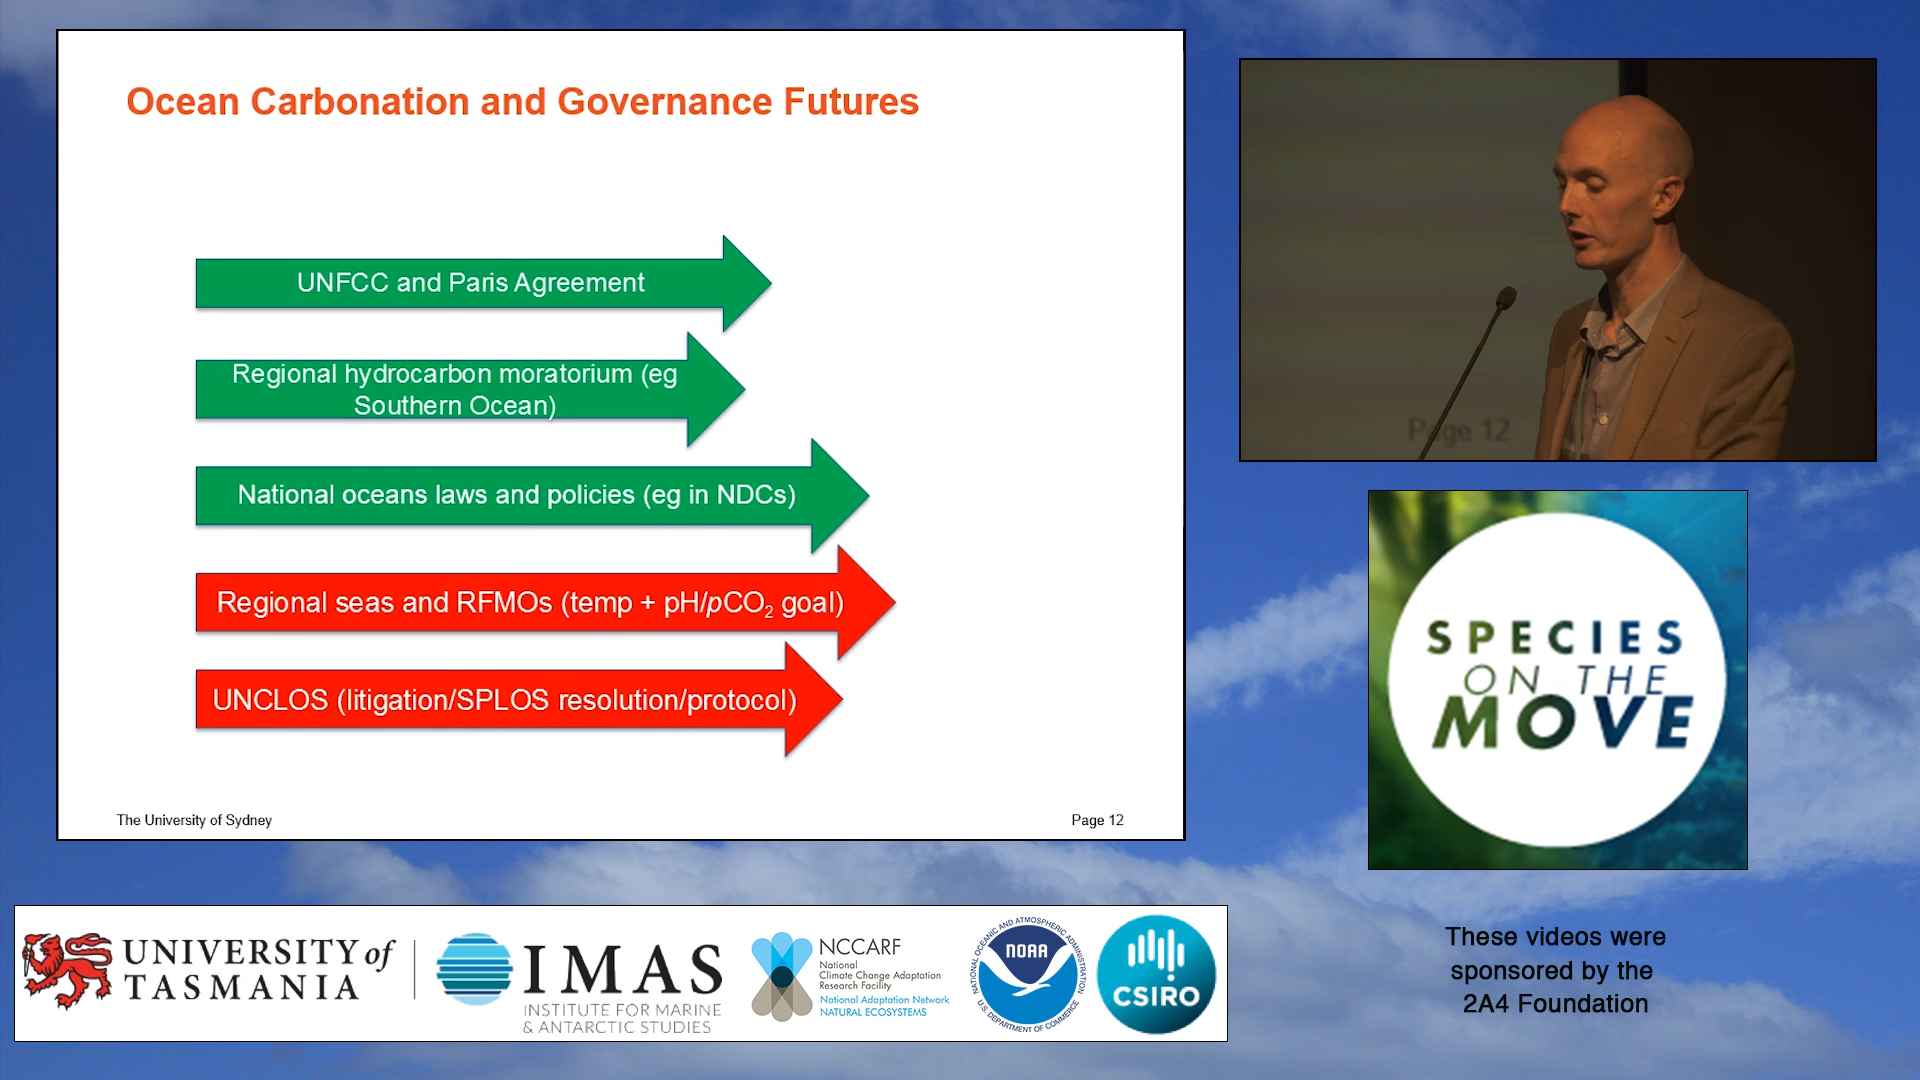 Ocean Carbonation and Governance Futures
UNFCC and Paris Agreement
Regional hydrocarbon moratorium (eg
Southern Ocean)
National oceans laws and policies (eg in NDCs)
Regional seas and RFMOs (temp + pH/pCO₂ goal)
UNCLOS (litigation/SPLOS resolution/protocol)
The University of Sydney
Page 12
Page 12
SPECIES
ON THE
MOVE
These videos were
sponsored by the
2A4 Foundation
UNIVERSITY of
TASMANIA
IMAS
INSTITUTE FOR MARINE
& ANTARCTIC STUDIES
NCCARF
National
Climate Change Adaptation
Research Facility
National Adaptation Network
NATURAL ECOSYSTEMS
NATIONAL OCEANIC AND ATMOSPHERIC ADMINISTRATION
NOAA
U.S. DEPARTMENT OF COMMERCE
CSIRO